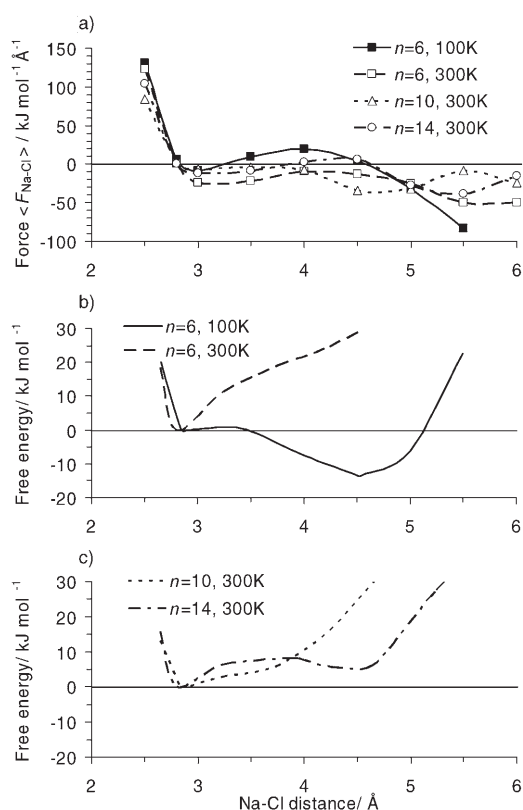 a)
150
100
50
0
-50
-100
Force <F Na-Cl> / kJ mol⁻¹ Å⁻¹
n=6, 100K
n=6, 300K
n=10, 300K
n=14, 300K
2 3 4 5 6
b)
30
20
10
0
-10
-20
Free energy/ kJ mol ⁻¹
n=6, 100K
n=6, 300K
2 3 4 5 6
c)
30
20
10
0
-10
-20
Free energy/ kJ mol ⁻¹
n=10, 300K
n=14, 300K
2 3 4 5 6
Na-Cl distance/ Å